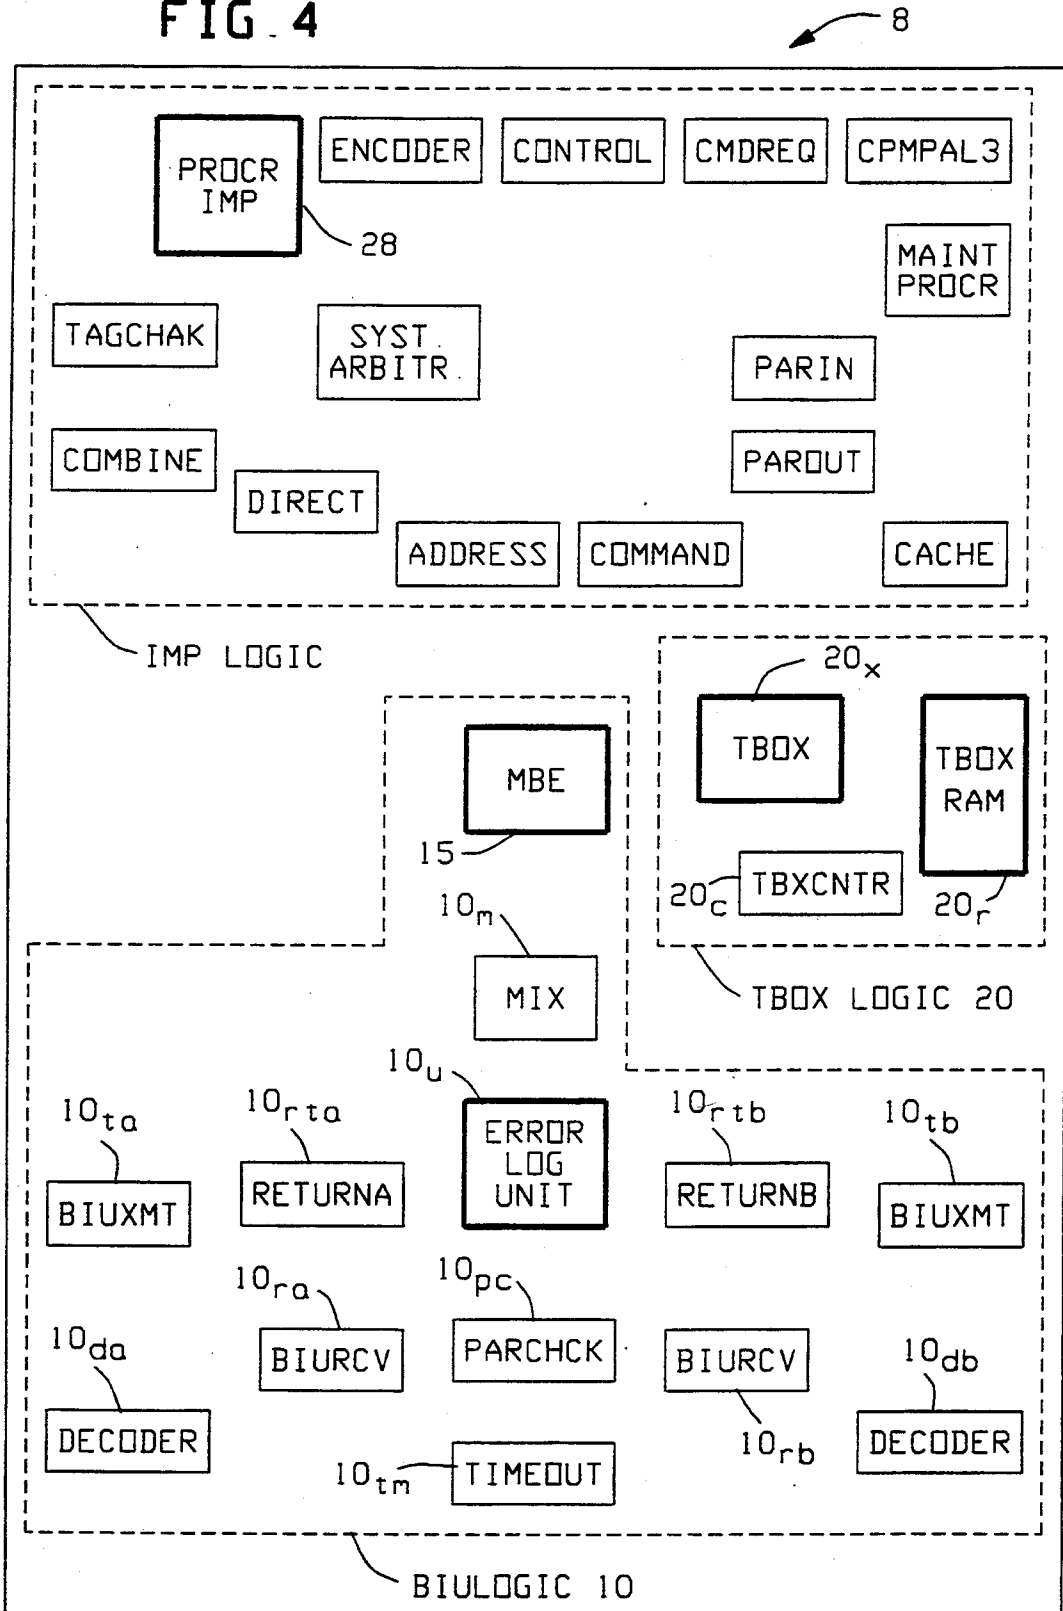 FIG. 4
8
PROCR
IMP
ENCODER
CONTROL
CMDREQ
CPMPAL3
28
MAINT
PROCR
TAGCHAK
SYST.
ARBITR.
PARIN
COMBINE
PAROUT
DIRECT
ADDRESS
COMMAND
CACHE
IMP LOGIC
20x
TBOX
TBOX
RAM
MBE
15
20c
TBXCNTR
20r
10m
MIX
TBOX LOGIC 20
10u
10ta
10rta
ERROR
LOG
UNIT
10rtb
10tb
BIUXMT
RETURNA
RETURNB
BIUXMT
10ra
10pc
10da
BIURCV
PARCHCK
BIURCV
10db
DECODER
10rb
DECODER
10tm
TIMEOUT
BIULOGIC 10